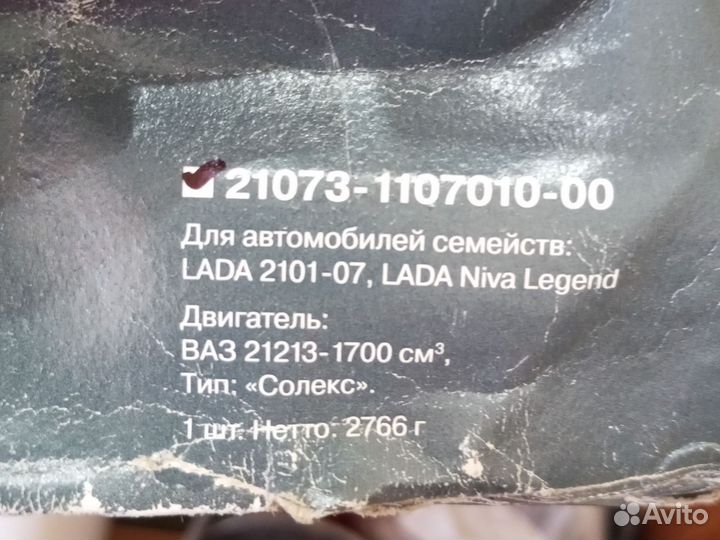 21073-1107010-00
Для автомобилей семейств:
LADA 2101-07, LADA Niva Legend
Двигатель:
ВАЗ 21213-1700 см³,
Тип: «Солекс».
1 шт. Нетто: 2766 г
Avito